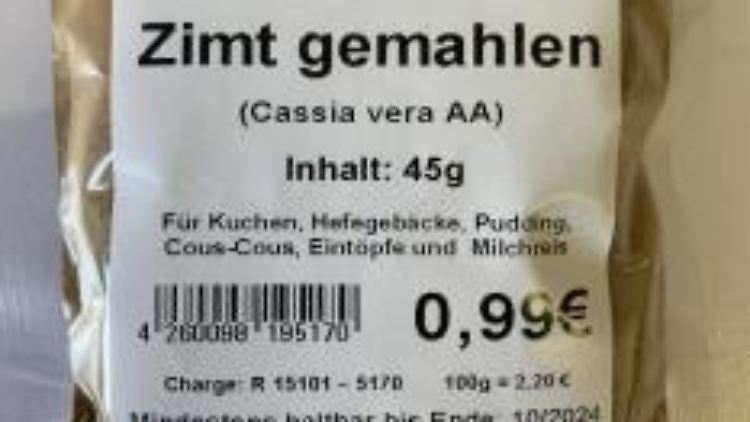 Zimt gemahlen
(Cassia vera AA)
Inhalt: 45g
Für Kuchen, Hefegebäcke, Pudding,
Cous-Cous, Eintöpfe und Milchreis
0,99€
4 260098 195170
Charge: R 15101 – 5170 100g = 2,20 €
Mindestens haltbar bis Ende: 10/2024